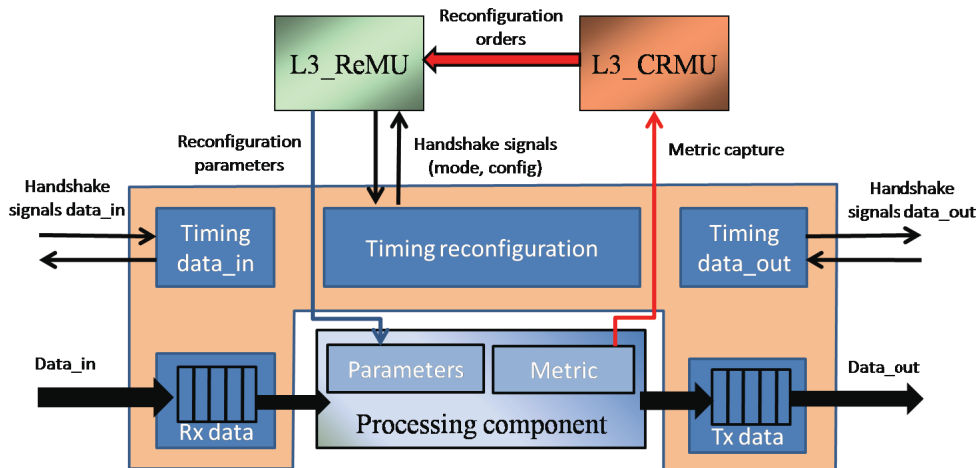 Reconfiguration
orders
L3_ReMU
L3_CRMU
Reconfiguration
parameters
Handshake signals
(mode, config)
Metric capture
Handshake
signals data_in
Handshake
signals data_out
Timing
data_in
Timing reconfiguration
Timing
data_out
Data_in
Parameters
Metric
Data_out
Rx data
Processing component
Tx data